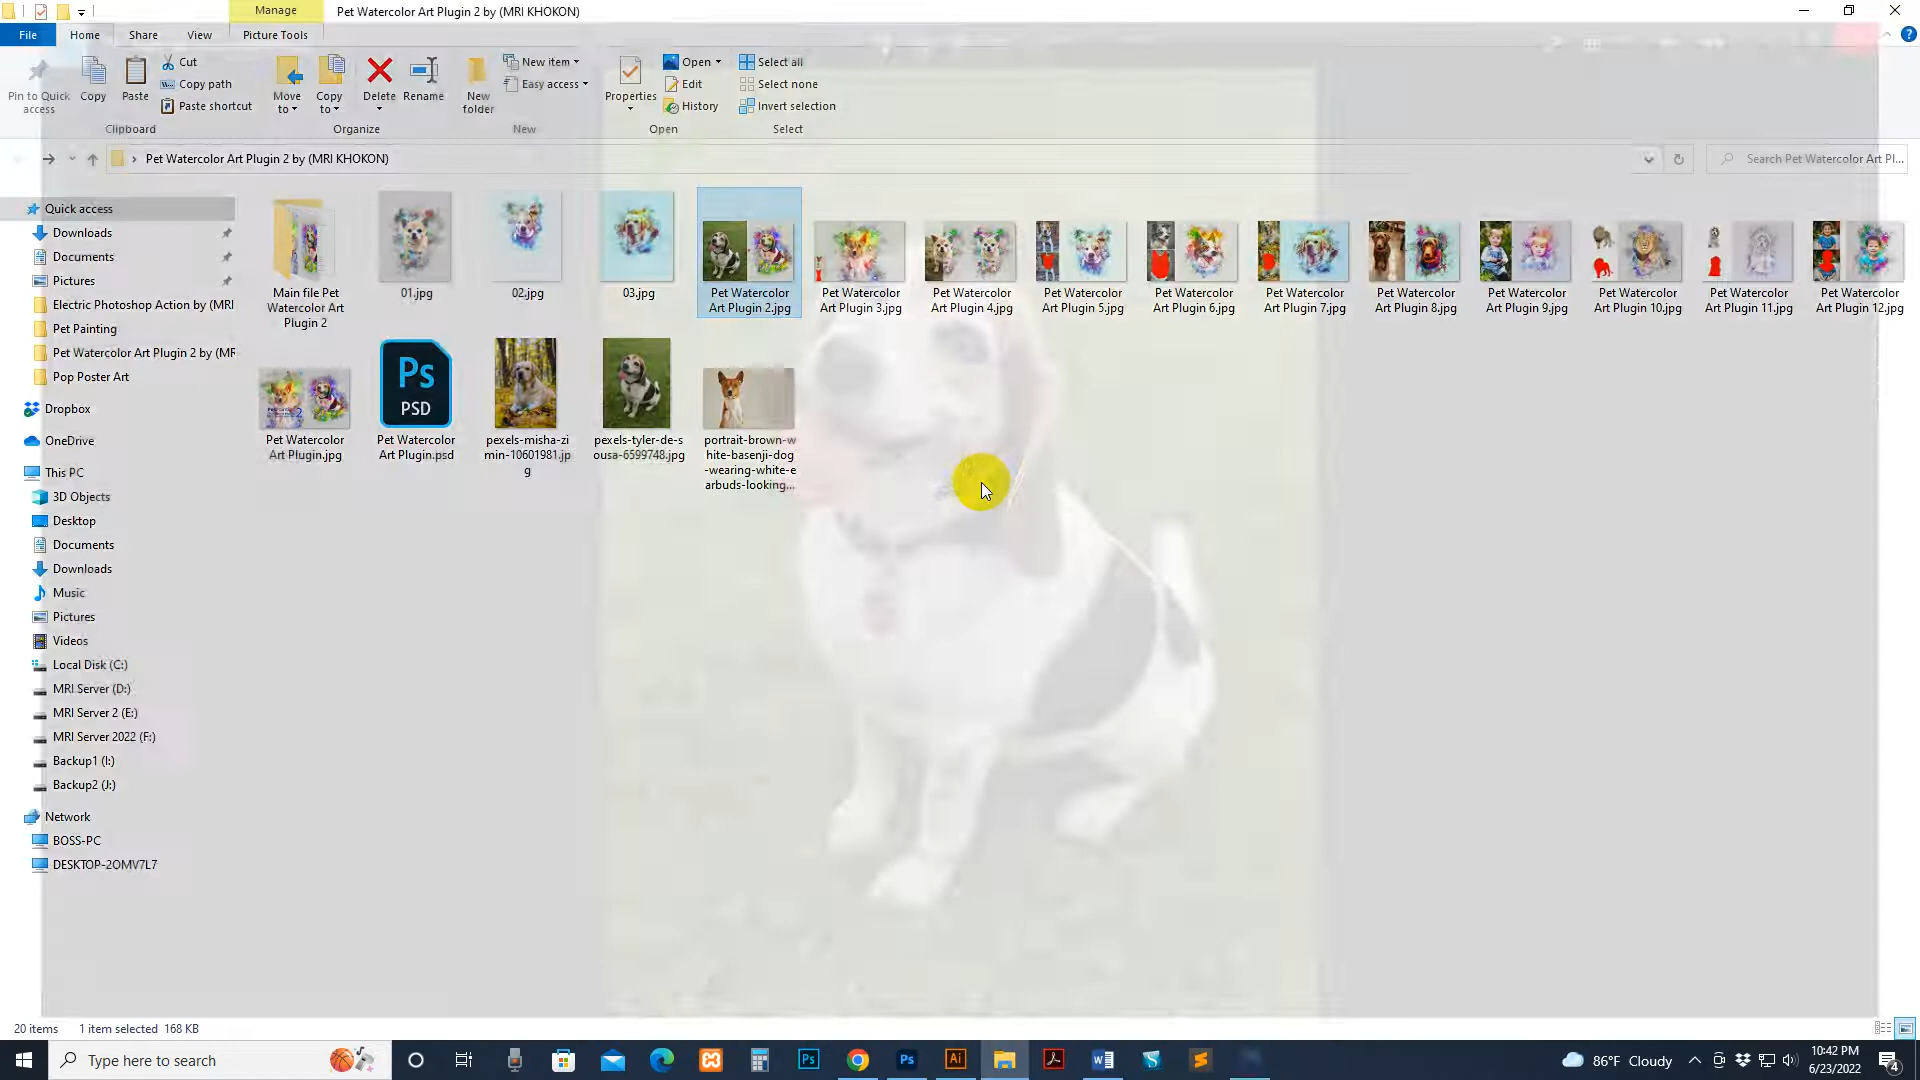 Manage
Pet Watercolor Art Plugin 2 by (MRI KHOKON)
File
Home
Share
View
Picture Tools
Pin to Quick
access
Copy
Paste
Cut
Copy path
Paste shortcut
Clipboard
Move
to
Copy
to
Delete
Rename
Organize
New
folder
New item
Easy access
New
Properties
Open
Edit
History
Open
Select all
Select none
Invert selection
Select
Pet Watercolor Art Plugin 2 by (MRI KHOKON)
Search Pet Watercolor Art Pl...
Quick access
Downloads
Documents
Pictures
Electric Photoshop Action by (MRI
Pet Painting
Pet Watercolor Art Plugin 2 by (MR
Pop Poster Art
Dropbox
OneDrive
This PC
3D Objects
Desktop
Documents
Downloads
Music
Pictures
Videos
Local Disk (C:)
MRI Server (D:)
MRI Server 2 (E:)
MRI Server 2022 (F:)
Backup1 (I:)
Backup2 (J:)
Network
BOSS-PC
DESKTOP-2OMV7L7
Main file Pet
Watercolor Art
Plugin 2
01.jpg
02.jpg
03.jpg
Pet Watercolor
Art Plugin 2.jpg
Pet Watercolor
Art Plugin 3.jpg
Pet Watercolor
Art Plugin 4.jpg
Pet Watercolor
Art Plugin 5.jpg
Pet Watercolor
Art Plugin 6.jpg
Pet Watercolor
Art Plugin 7.jpg
Pet Watercolor
Art Plugin 8.jpg
Pet Watercolor
Art Plugin 9.jpg
Pet Watercolor
Art Plugin 10.jpg
Pet Watercolor
Art Plugin 11.jpg
Pet Watercolor
Art Plugin 12.jpg
Pet Watercolor
Art Plugin.jpg
Ps
PSD
Pet Watercolor
Art Plugin.psd
pexels-misha-zi
min-10601981.jp
g
pexels-tyler-de-s
ousa-6599748.jpg
portrait-brown-w
hite-basenji-dog
-wearing-white-e
arbuds-looking...
20 items
1 item selected 168 KB
Type here to search
Ps
Ps
Ai
86°F Cloudy
10:42 PM
6/23/2022
4